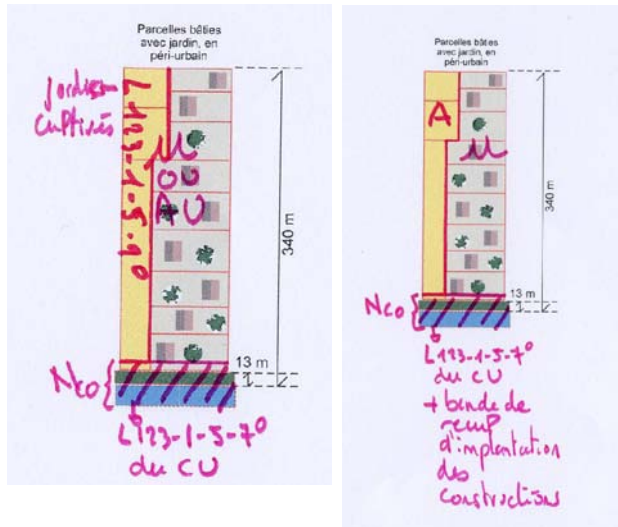 Parcelles bâties
avec jardin, en
péri-urbain
Jardins
cultivés
L-123-1-5-9°
U
OU
AU
340 m
13 m
Nco
L123-1-5-7°
du CU
Parcelles bâties
avec jardin, en
péri-urbain
A
U
340 m
13 m
Nco
L123-1-5-7°
du CU
+ bande de
recup
d'implantation
des
constructions